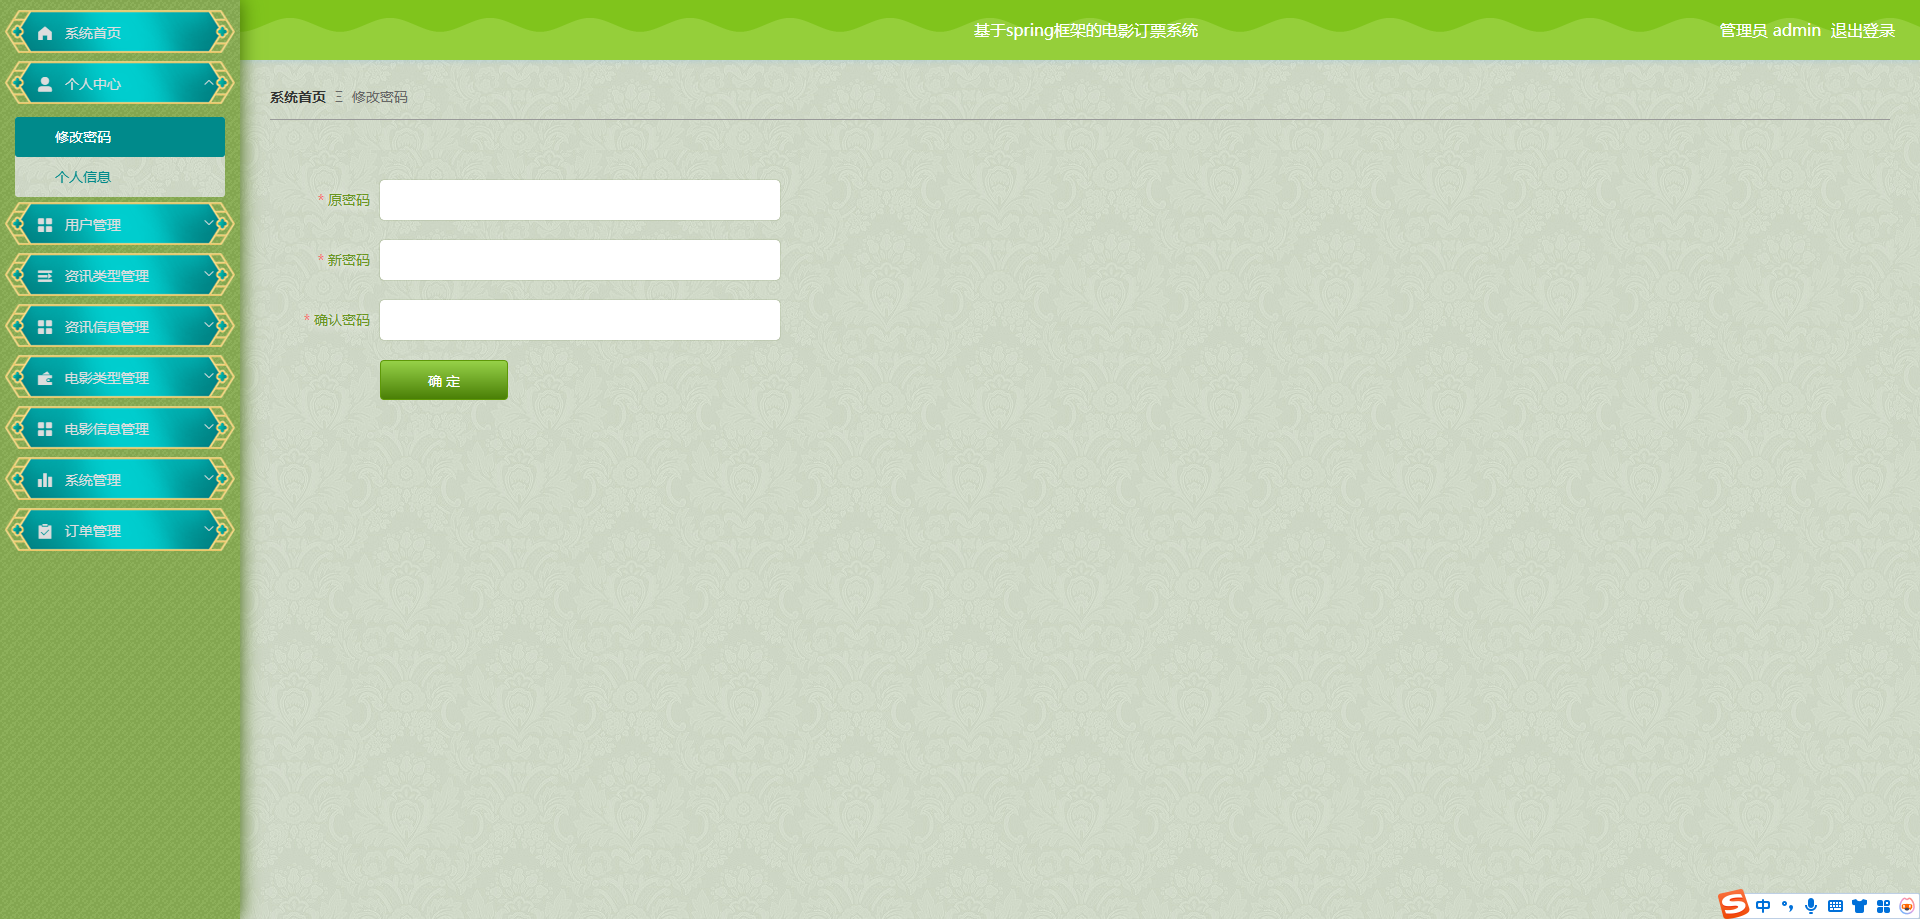 基于spring框架的电影订票系统
管理员 admin 退出登录
系统首页
个人中心
修改密码
个人信息
用户管理
资讯类型管理
资讯信息管理
电影类型管理
电影信息管理
系统管理
订单管理
系统首页 Ξ 修改密码
* 原密码
* 新密码
* 确认密码
确 定
S 中